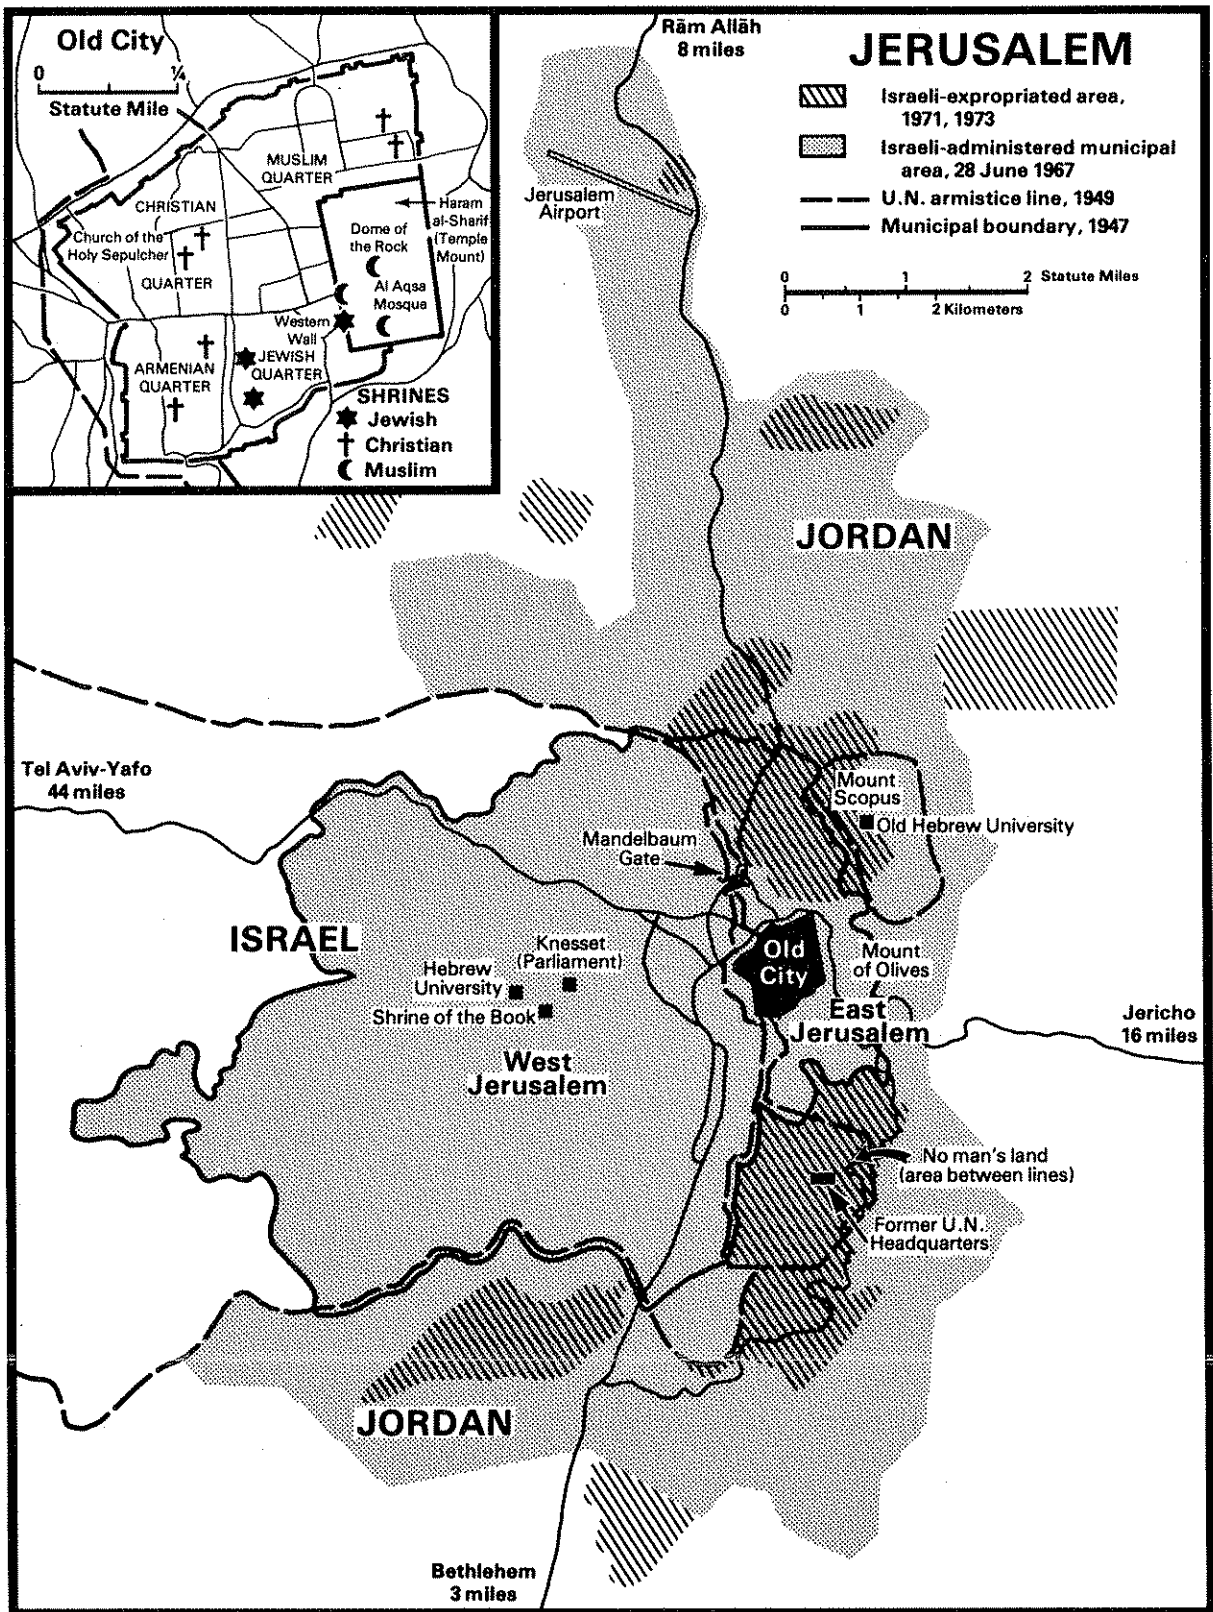 Old City
0 ¼
Statute Mile
MUSLIM
QUARTER
CHRISTIAN
Church of the
Holy Sepulcher
QUARTER
Haram
al-Sharif
(Temple
Mount)
Dome of
the Rock
Al Aqsa
Mosque
Western
Wall
JEWISH
QUARTER
ARMENIAN
QUARTER
SHRINES
Jewish
Christian
Muslim
Rām Allāh
8 miles
JERUSALEM
Israeli-expropriated area,
1971, 1973
Israeli-administered municipal
area, 28 June 1967
U.N. armistice line, 1949
Municipal boundary, 1947
0 1 2 Statute Miles
0 1 2 Kilometers
Jerusalem
Airport
JORDAN
Tel Aviv-Yafo
44 miles
Mount
Scopus
Old Hebrew University
Mandelbaum
Gate
ISRAEL
Knesset
(Parliament)
Hebrew
University
Shrine of the Book
Old
City
Mount
of Olives
East
Jerusalem
Jericho
16 miles
West
Jerusalem
No man's land
(area between lines)
Former U.N.
Headquarters
JORDAN
Bethlehem
3 miles